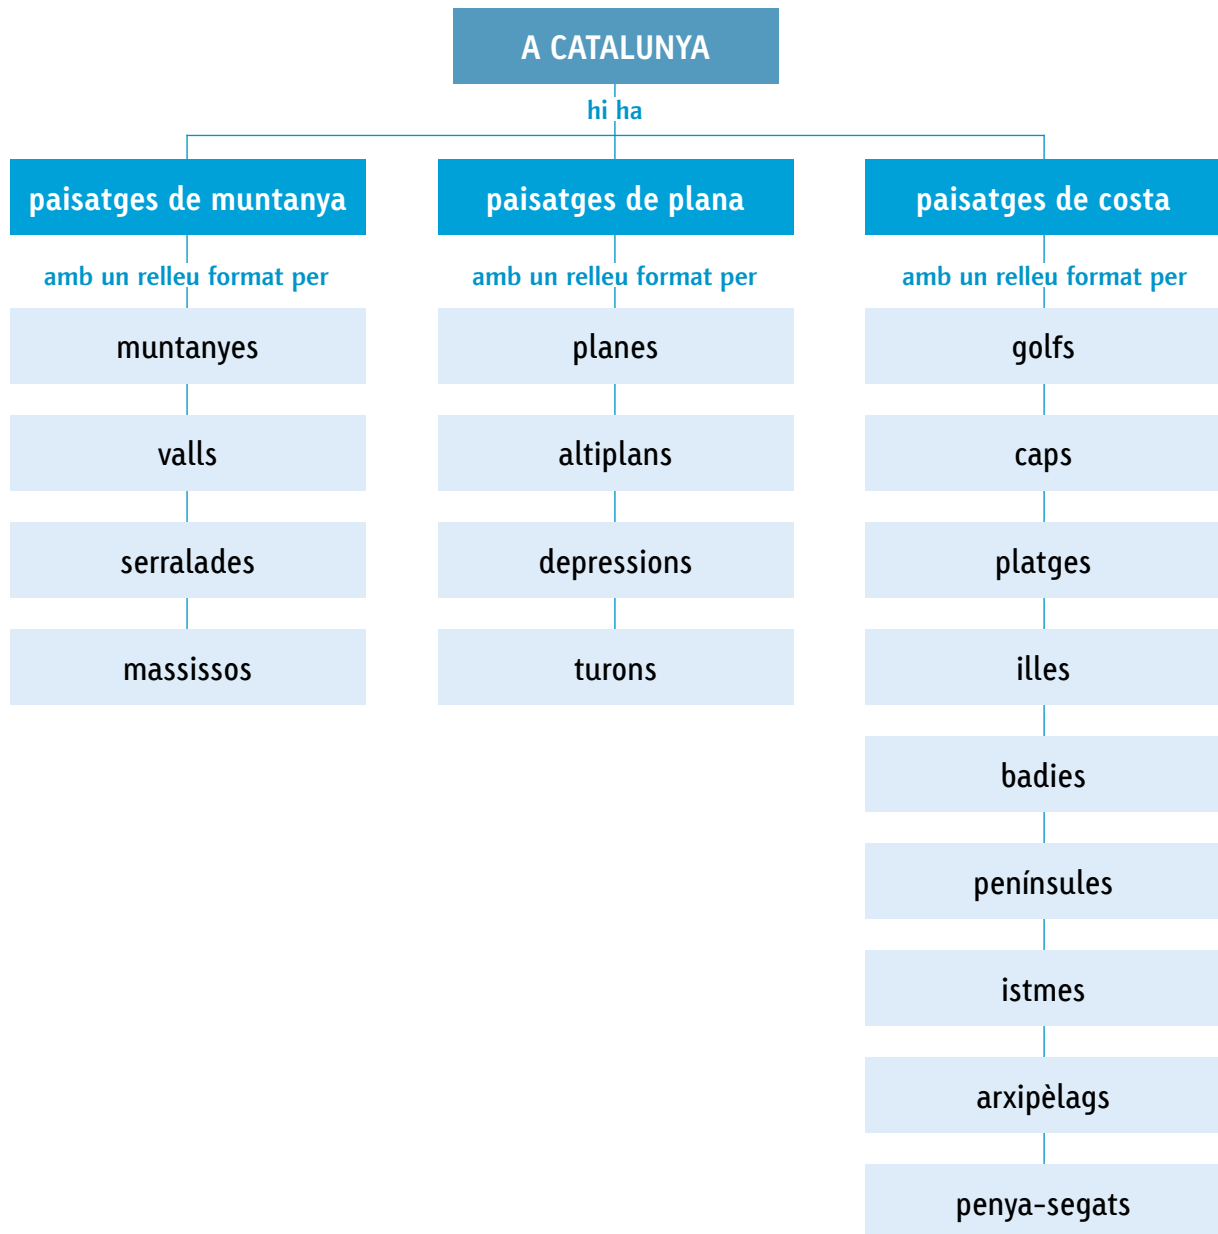 A CATALUNYA
hi ha
paisatges de muntanya
amb un relleu format per
muntanyes
valls
serralades
massissos
paisatges de plana
amb un relleu format per
planes
altiplans
depressions
turons
paisatges de costa
amb un relleu format per
golfs
caps
platges
illes
badies
penínsules
istmes
arxipèlags
penya-segats